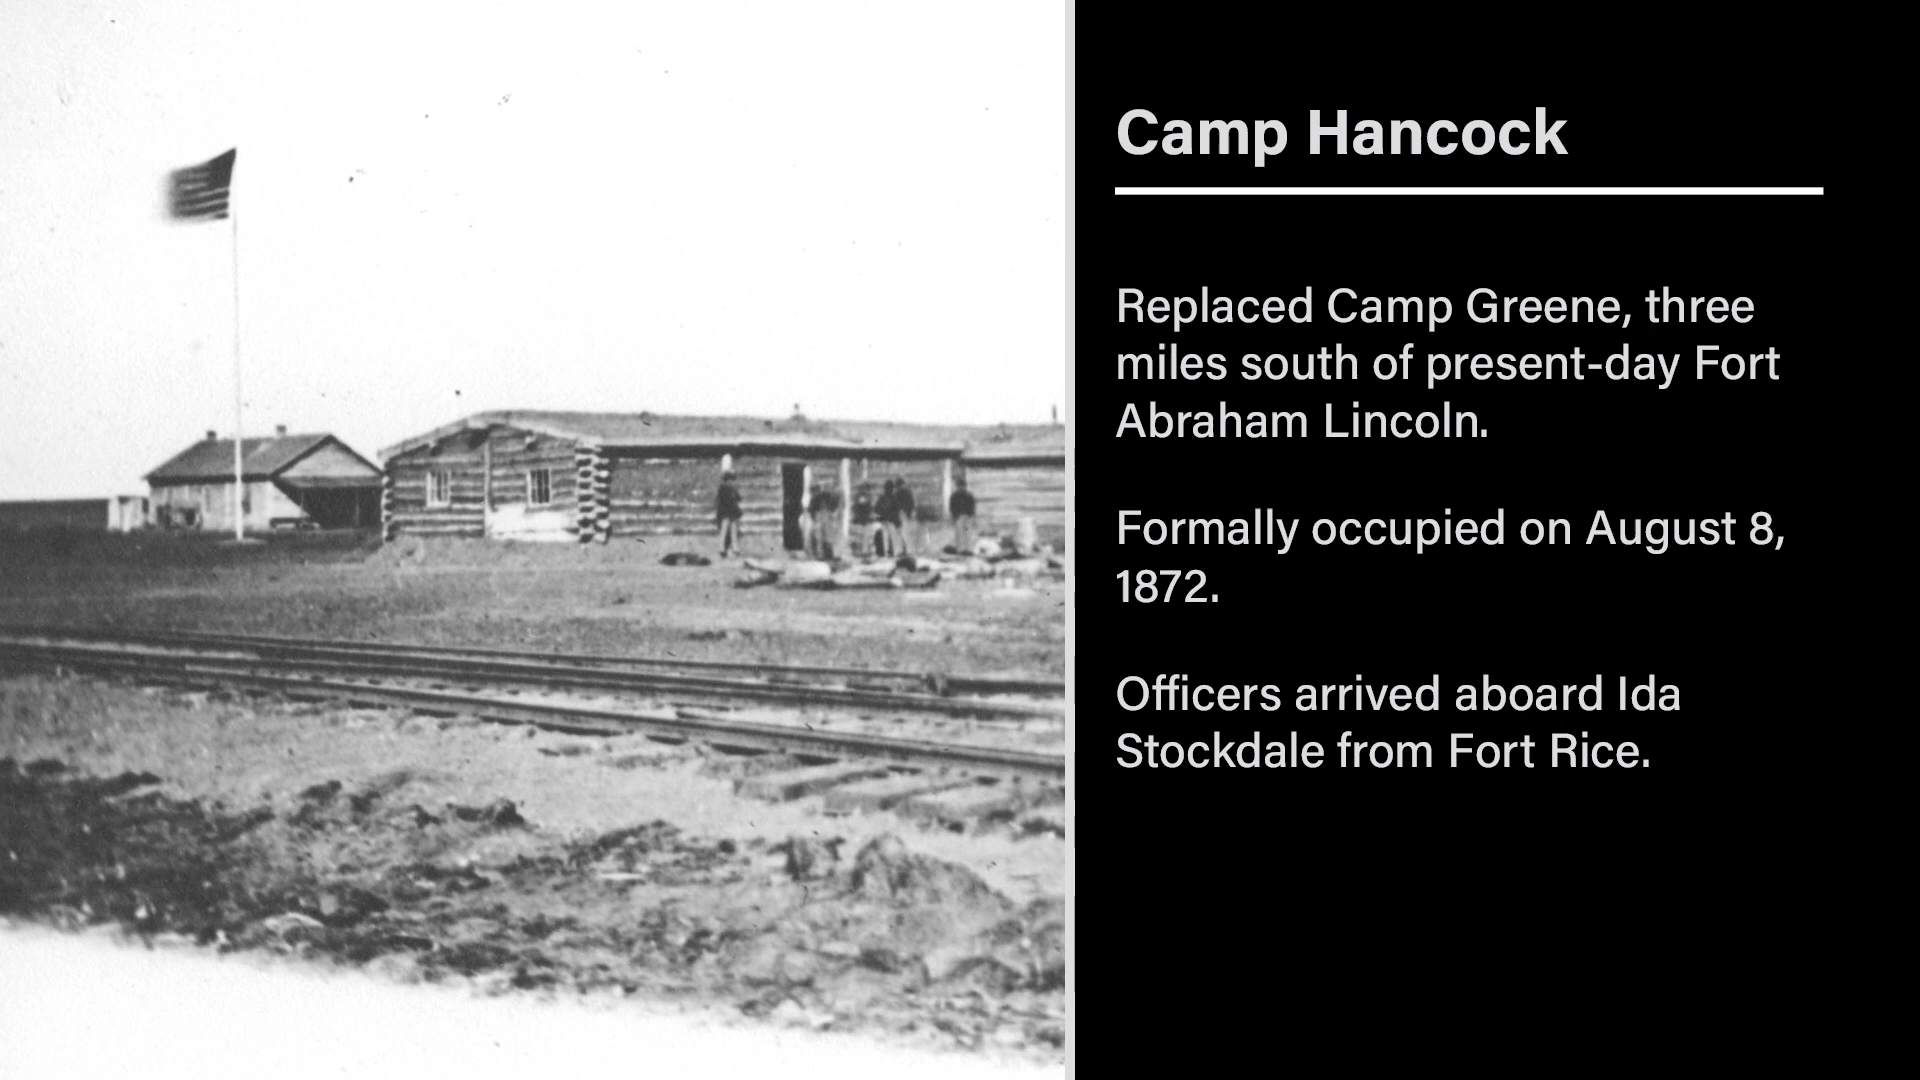 Camp Hancock
Replaced Camp Greene, three
miles south of present-day Fort
Abraham Lincoln.
Formally occupied on August 8,
1872.
Officers arrived aboard Ida
Stockdale from Fort Rice.